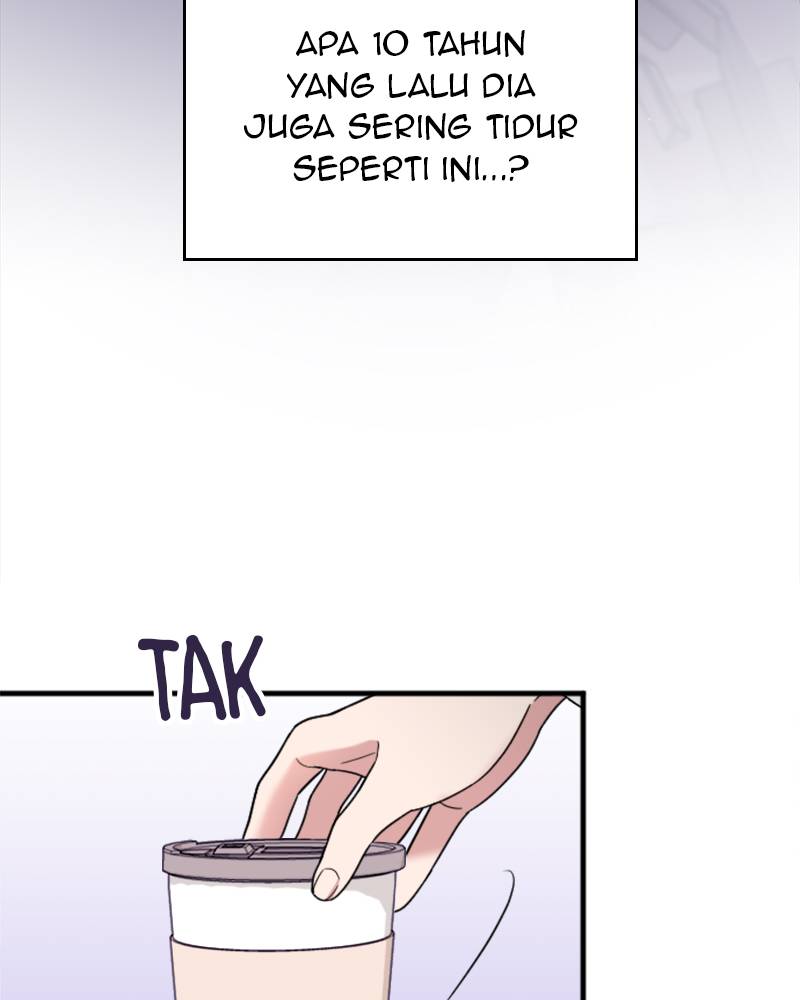 APA 10 TAHUN
YANG LALU DIA
JUGA SERING TIDUR
SEPERTI INI...?
TAK